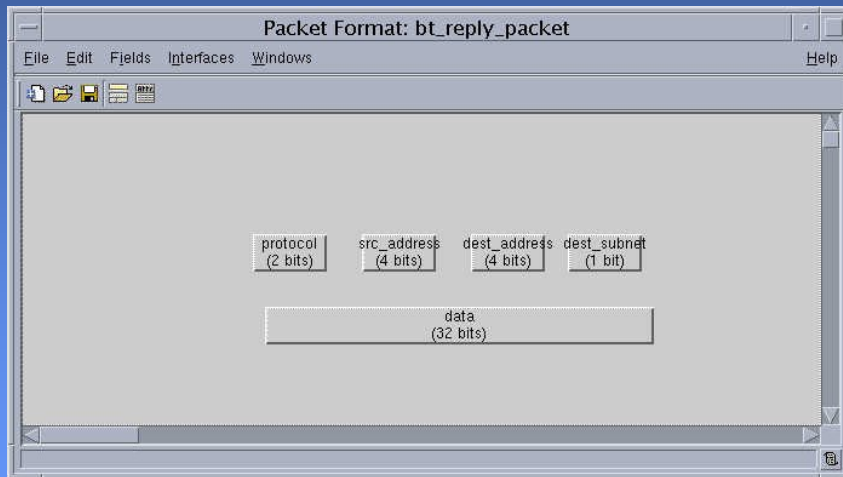 Packet Format: bt_reply_packet
File Edit Fields Interfaces Windows Help
protocol
(2 bits)
src_address
(4 bits)
dest_address
(4 bits)
dest_subnet
(1 bit)
data
(32 bits)